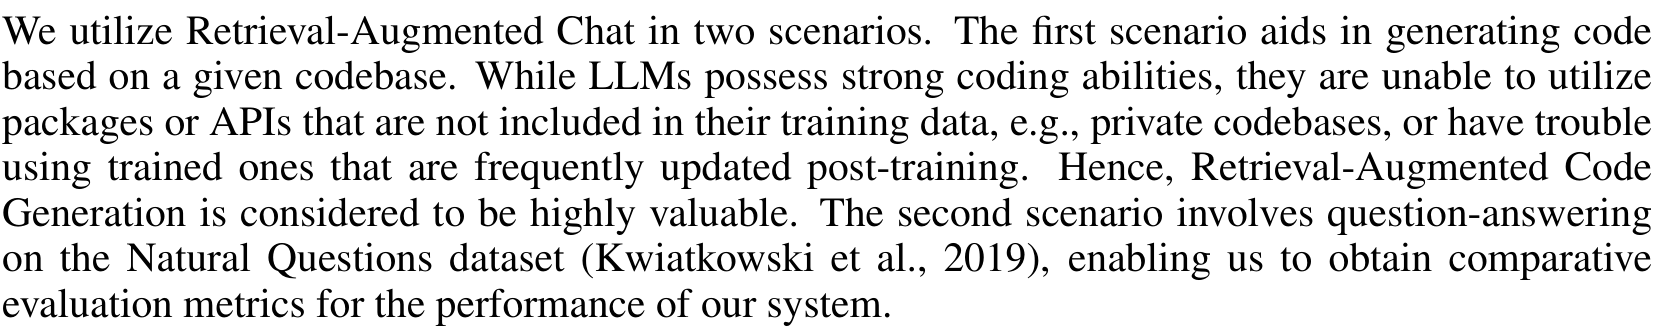 We utilize Retrieval-Augmented Chat in two scenarios. The first scenario aids in generating code
based on a given codebase. While LLMs possess strong coding abilities, they are unable to utilize
packages or APIs that are not included in their training data, e.g., private codebases, or have trouble
using trained ones that are frequently updated post-training. Hence, Retrieval-Augmented Code
Generation is considered to be highly valuable. The second scenario involves question-answering
on the Natural Questions dataset (Kwiatkowski et al., 2019), enabling us to obtain comparative
evaluation metrics for the performance of our system.